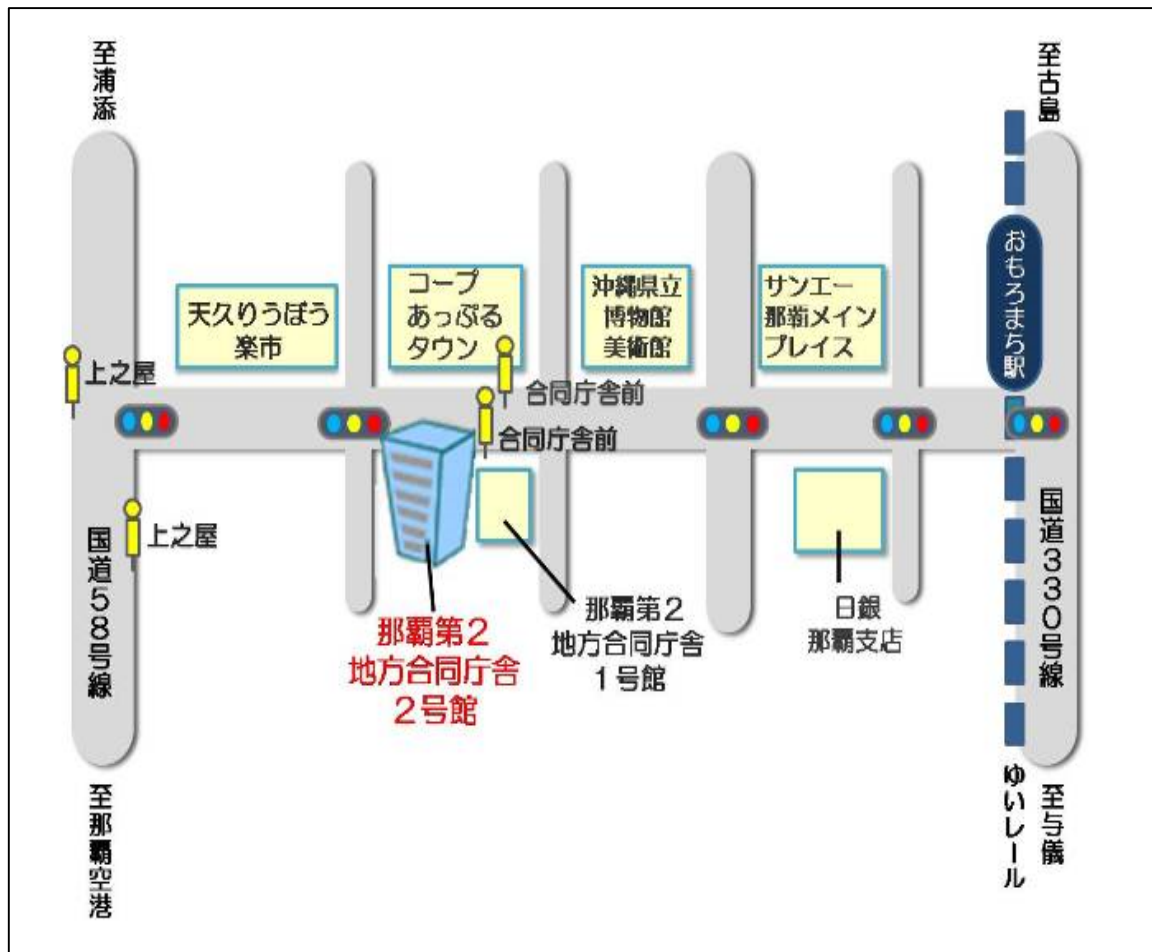 至浦添
至古島
おもろまち駅
天久りうぼう
楽市
コープ
あっぷる
タウン
沖縄県立
博物館
美術館
サンエー
那覇メイン
プレイス
上之屋
合同庁舎前
合同庁舎前
上之屋
国道58号線
国道330号線
那覇第2
地方合同庁舎
2号館
那覇第2
地方合同庁舎
1号館
日銀
那覇支店
至那覇空港
ゆいレール
至与儀